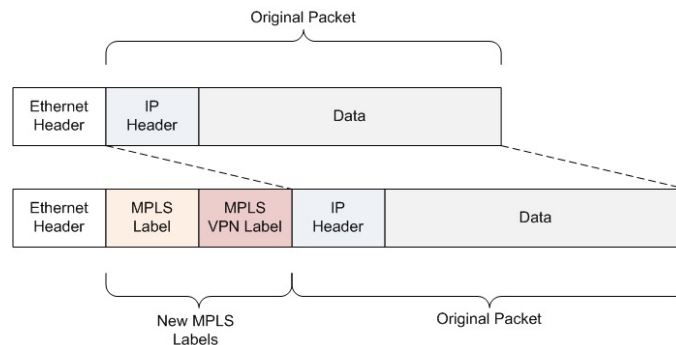 Original Packet
Ethernet
Header
IP
Header
Data
Ethernet
Header
MPLS
Label
MPLS
VPN Label
IP
Header
Data
New MPLS
Labels
Original Packet